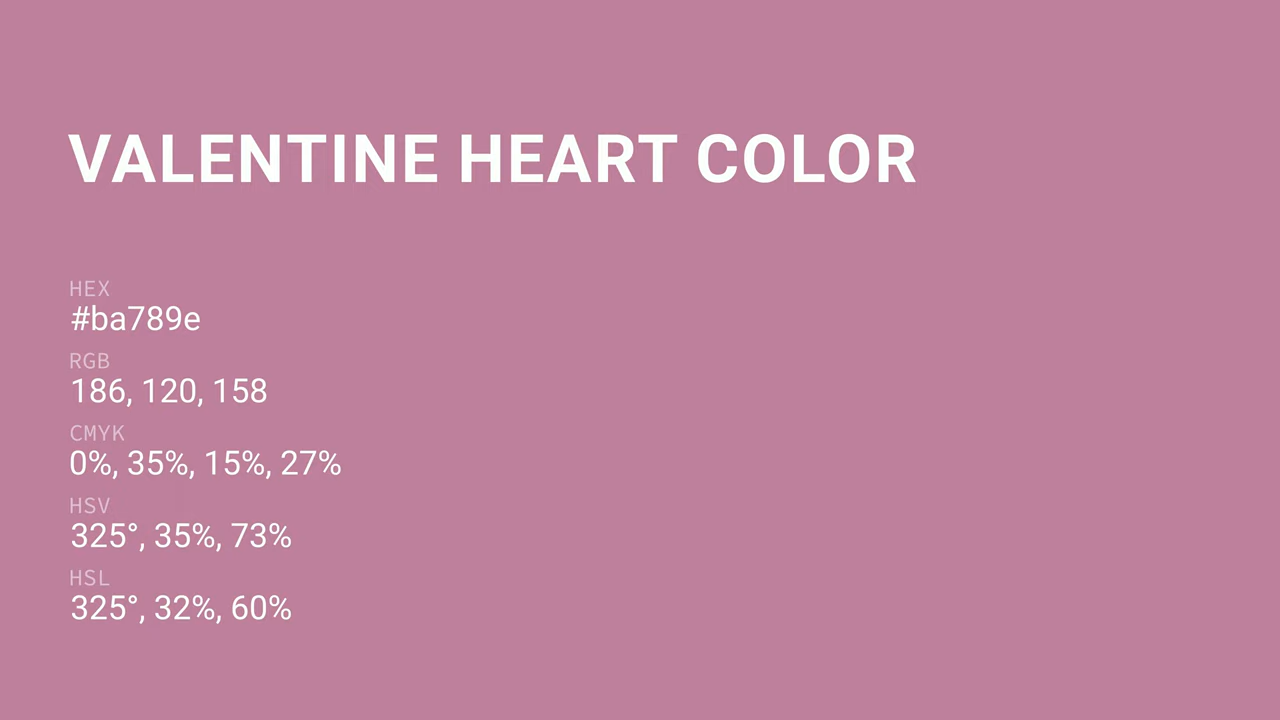 VALENTINE HEART COLOR
HEX
#ba789e
RGB
186, 120, 158
CMYK
0%, 35%, 15%, 27%
HSV
325°, 35%, 73%
HSL
325°, 32%, 60%